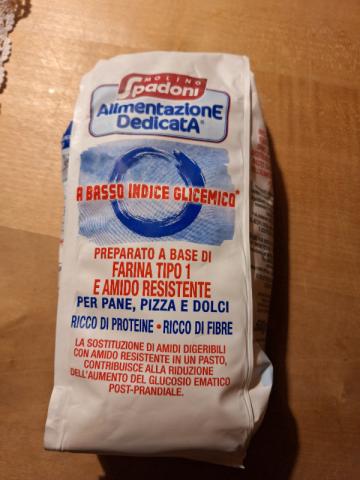 MOLINO
Spadoni
AlimentazionE
DedicatA®
A BASSO INDICE GLICEMICO*
PREPARATO A BASE DI
FARINA TIPO 1
E AMIDO RESISTENTE
PER PANE, PIZZA E DOLCI
RICCO DI PROTEINE • RICCO DI FIBRE
LA SOSTITUZIONE DI AMIDI DIGERIBILI
CON AMIDO RESISTENTE IN UN PASTO,
CONTRIBUISCE ALLA RIDUZIONE
DELL'AUMENTO DEL GLUCOSIO EMATICO
POST-PRANDIALE.